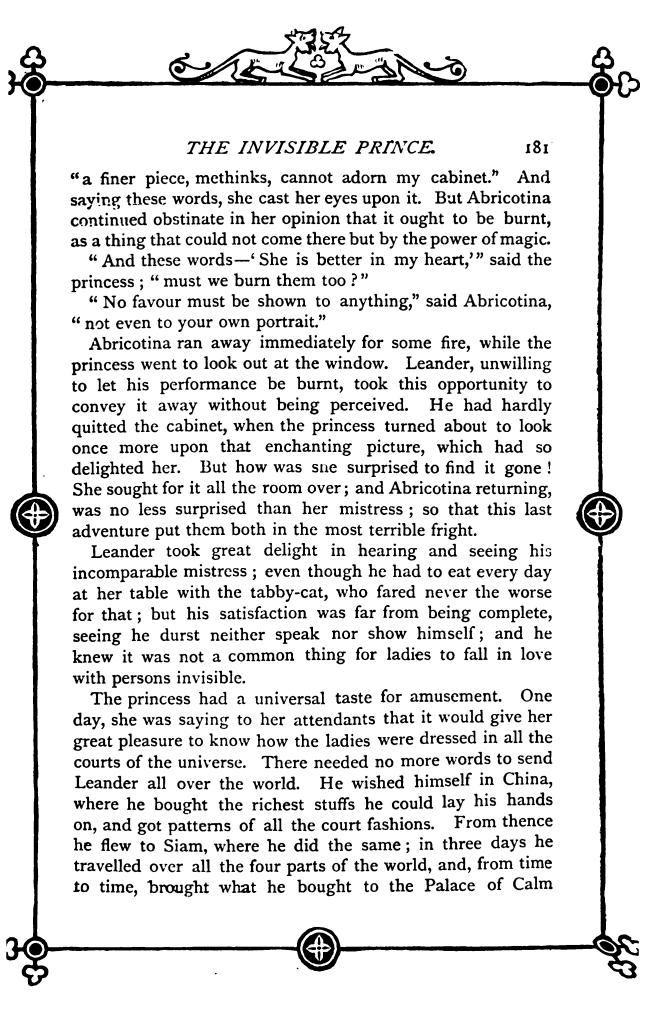 THE INVISIBLE PRINCE. 181
“a finer piece, methinks, cannot adorn my cabinet.” And
saying these words, she cast her eyes upon it. But Abricotina
continued obstinate in her opinion that it ought to be burnt,
as a thing that could not come there but by the power of magic.
“And these words—‘She is better in my heart,’” said the
princess; “must we burn them too?”
“No favour must be shown to anything,” said Abricotina,
“not even to your own portrait.”
Abricotina ran away immediately for some fire, while the
princess went to look out at the window. Leander, unwilling
to let his performance be burnt, took this opportunity to
convey it away without being perceived. He had hardly
quitted the cabinet, when the princess turned about to look
once more upon that enchanting picture, which had so
delighted her. But how was she surprised to find it gone!
She sought for it all the room over; and Abricotina returning,
was no less surprised than her mistress; so that this last
adventure put them both in the most terrible fright.
Leander took great delight in hearing and seeing his
incomparable mistress; even though he had to eat every day
at her table with the tabby-cat, who fared never the worse
for that; but his satisfaction was far from being complete,
seeing he durst neither speak nor show himself; and he
knew it was not a common thing for ladies to fall in love
with persons invisible.
The princess had a universal taste for amusement. One
day, she was saying to her attendants that it would give her
great pleasure to know how the ladies were dressed in all the
courts of the universe. There needed no more words to send
Leander all over the world. He wished himself in China,
where he bought the richest stuffs he could lay his hands
on, and got patterns of all the court fashions. From thence
he flew to Siam, where he did the same; in three days he
travelled over all the four parts of the world, and, from time
to time, brought what he bought to the Palace of Calm